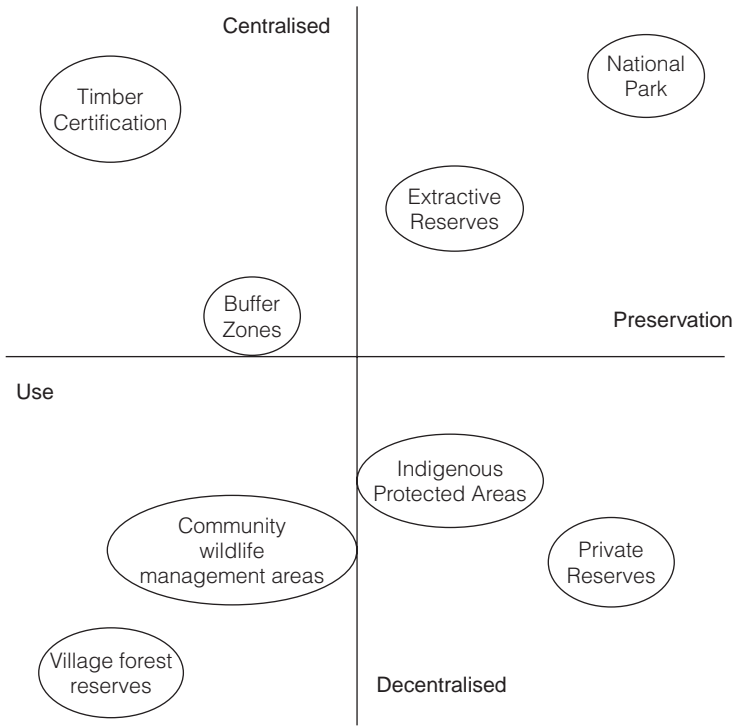 Centralised
Timber
Certification
National
Park
Extractive
Reserves
Buffer
Zones
Preservation
Use
Indigenous
Protected Areas
Community
wildlife
management areas
Private
Reserves
Village forest
reserves
Decentralised